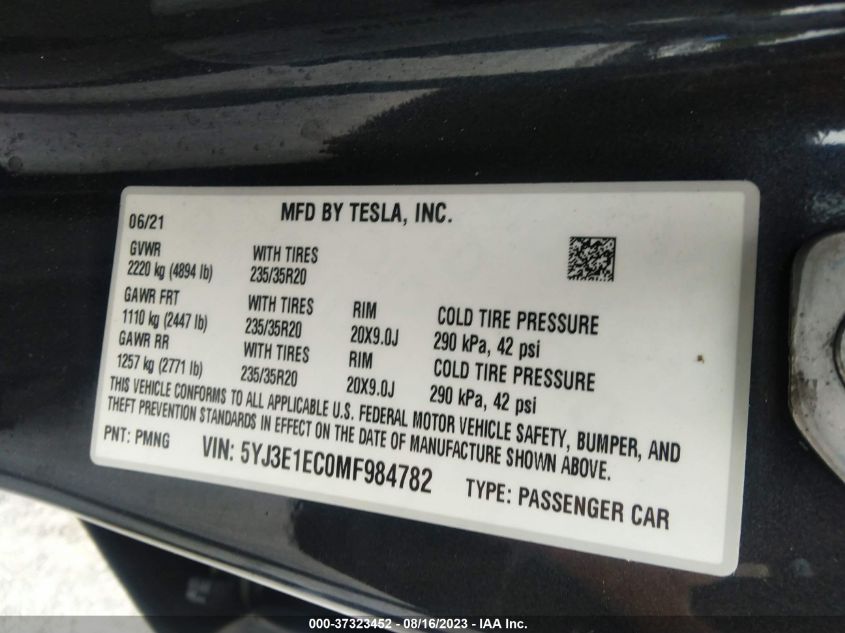 06/21
MFD BY TESLA, INC.
GVWR
2220 kg (4894 lb)
WITH TIRES
235/35R20
GAWR FRT
1110 kg (2447 lb)
WITH TIRES
235/35R20
RIM
20X9.0J
COLD TIRE PRESSURE
290 kPa, 42 psi
GAWR RR
1257 kg (2771 lb)
WITH TIRES
235/35R20
RIM
20X9.0J
COLD TIRE PRESSURE
290 kPa, 42 psi
THIS VEHICLE CONFORMS TO ALL APPLICABLE U.S. FEDERAL MOTOR VEHICLE SAFETY, BUMPER, AND
THEFT PREVENTION STANDARDS IN EFFECT ON THE DATE OF MANUFACTURE SHOWN ABOVE.
PNT: PMNG
VIN: 5YJ3E1EC0MF984782
TYPE: PASSENGER CAR
000-37323452 - 08/16/2023 - IAA Inc.